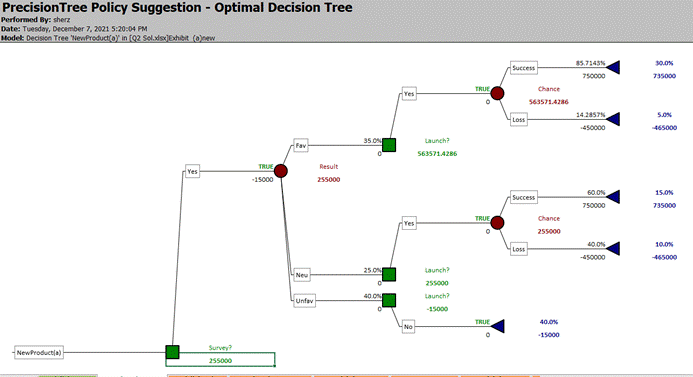 PrecisionTree Policy Suggestion - Optimal Decision Tree
Performed By: sherz
Date: Tuesday, December 7, 2021 5:20:04 PM
Model: Decision Tree 'NewProduct(a)' in [Q2 Sol.xlsx]Exhibit (a)new
Success 85.7143% 30.0%
750000 735000
Yes TRUE Chance
0 563571.4286
Loss 14.2857% 5.0%
-450000 -465000
Fav 35.0% Launch?
0 563571.4286
Yes TRUE Result
-15000 255000
Success 60.0% 15.0%
750000 735000
Yes TRUE Chance
0 255000
Loss 40.0% 10.0%
-450000 -465000
Neu 25.0% Launch?
0 255000
Unfav 40.0% Launch?
0 -15000
No TRUE 40.0%
0 -15000
NewProduct(a) Survey?
255000